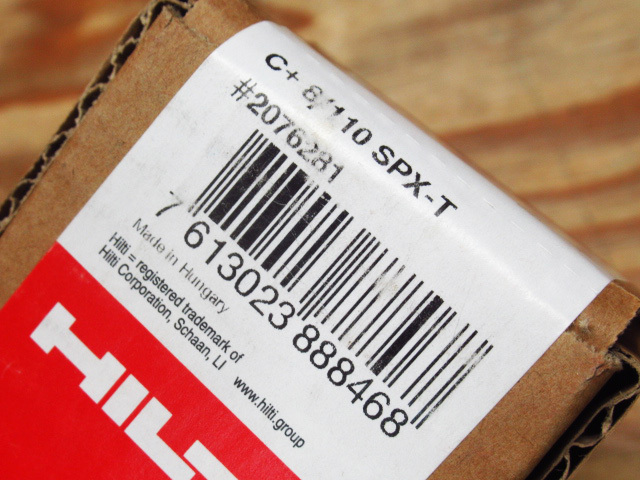 C+ 8/110 SPX-T
#2076281
7 613023 888468
Made in Hungary
Hilti = registered trademark of
Hilti Corporation, Schaan, LI
www.hilti.group
HILT